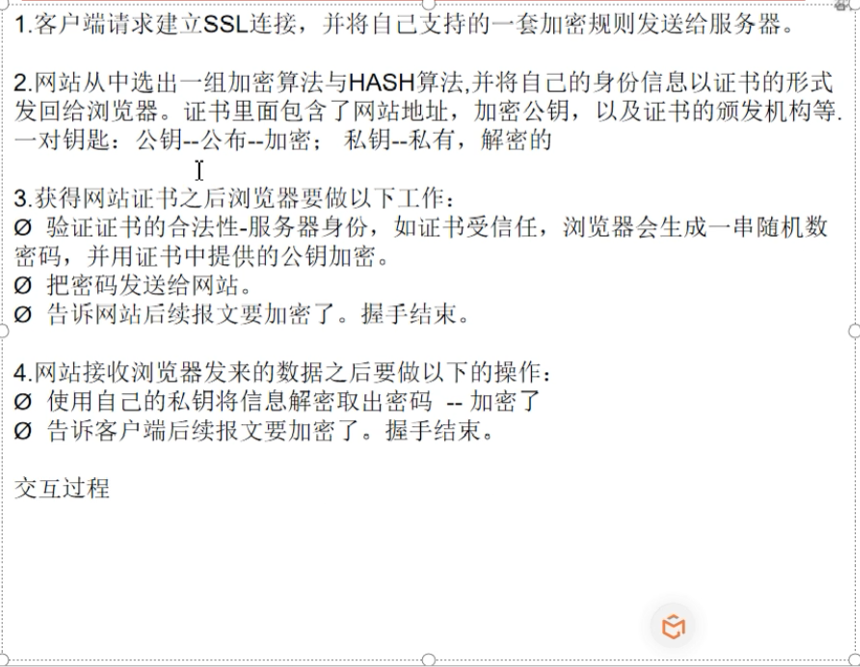 1.客户端请求建立SSL连接，并将自己支持的一套加密规则发送给服务器。
2.网站从中选出一组加密算法与HASH算法,并将自己的身份信息以证书的形式
发回给浏览器。证书里面包含了网站地址，加密公钥，以及证书的颁发机构等.
一对钥匙：公钥--公布--加密； 私钥--私有，解密的
3.获得网站证书之后浏览器要做以下工作：
Ø 验证证书的合法性-服务器身份，如证书受信任，浏览器会生成一串随机数
密码，并用证书中提供的公钥加密。
Ø 把密码发送给网站。
Ø 告诉网站后续报文要加密了。握手结束。
4.网站接收浏览器发来的数据之后要做以下的操作：
Ø 使用自己的私钥将信息解密取出密码 -- 加密了
Ø 告诉客户端后续报文要加密了。握手结束。
交互过程